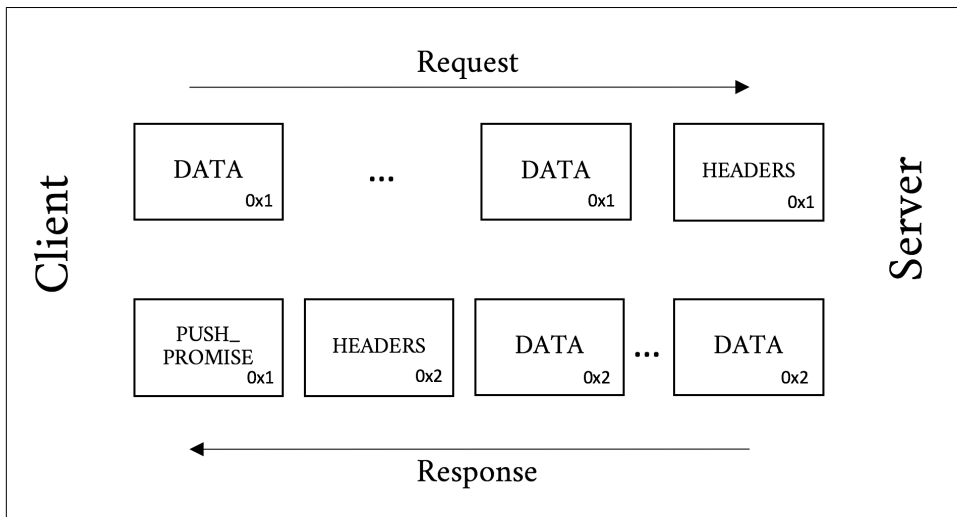 Request
Client
DATA
0x1
...
DATA
0x1
HEADERS
0x1
Server
PUSH_
PROMISE
0x1
HEADERS
0x2
DATA
0x2
...
DATA
0x2
Response